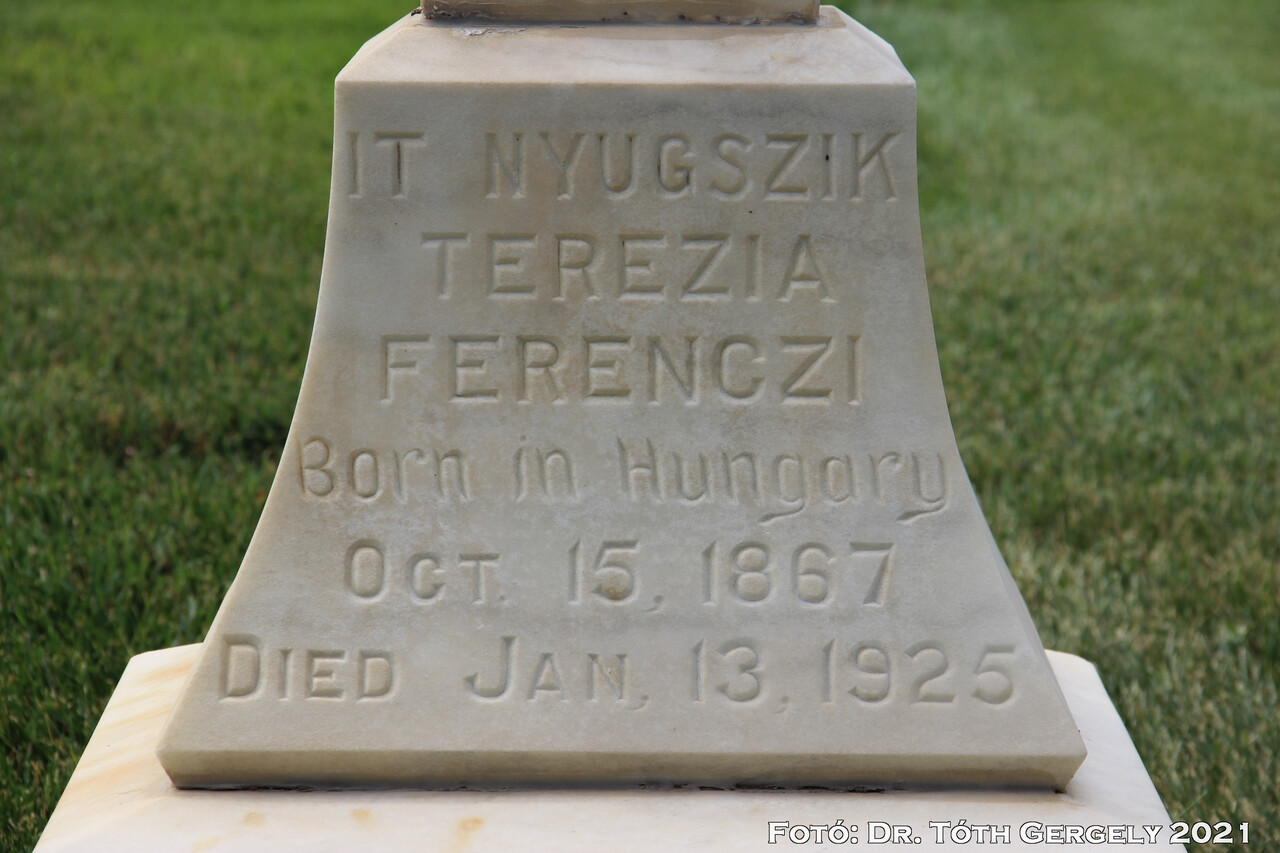 IT NYUGSZIK
TEREZIA
FERENCZI
Born in Hungary
OCT. 15, 1867
DIED JAN, 13, 1925
FOTÓ: DR. TÓTH GERGELY 2021